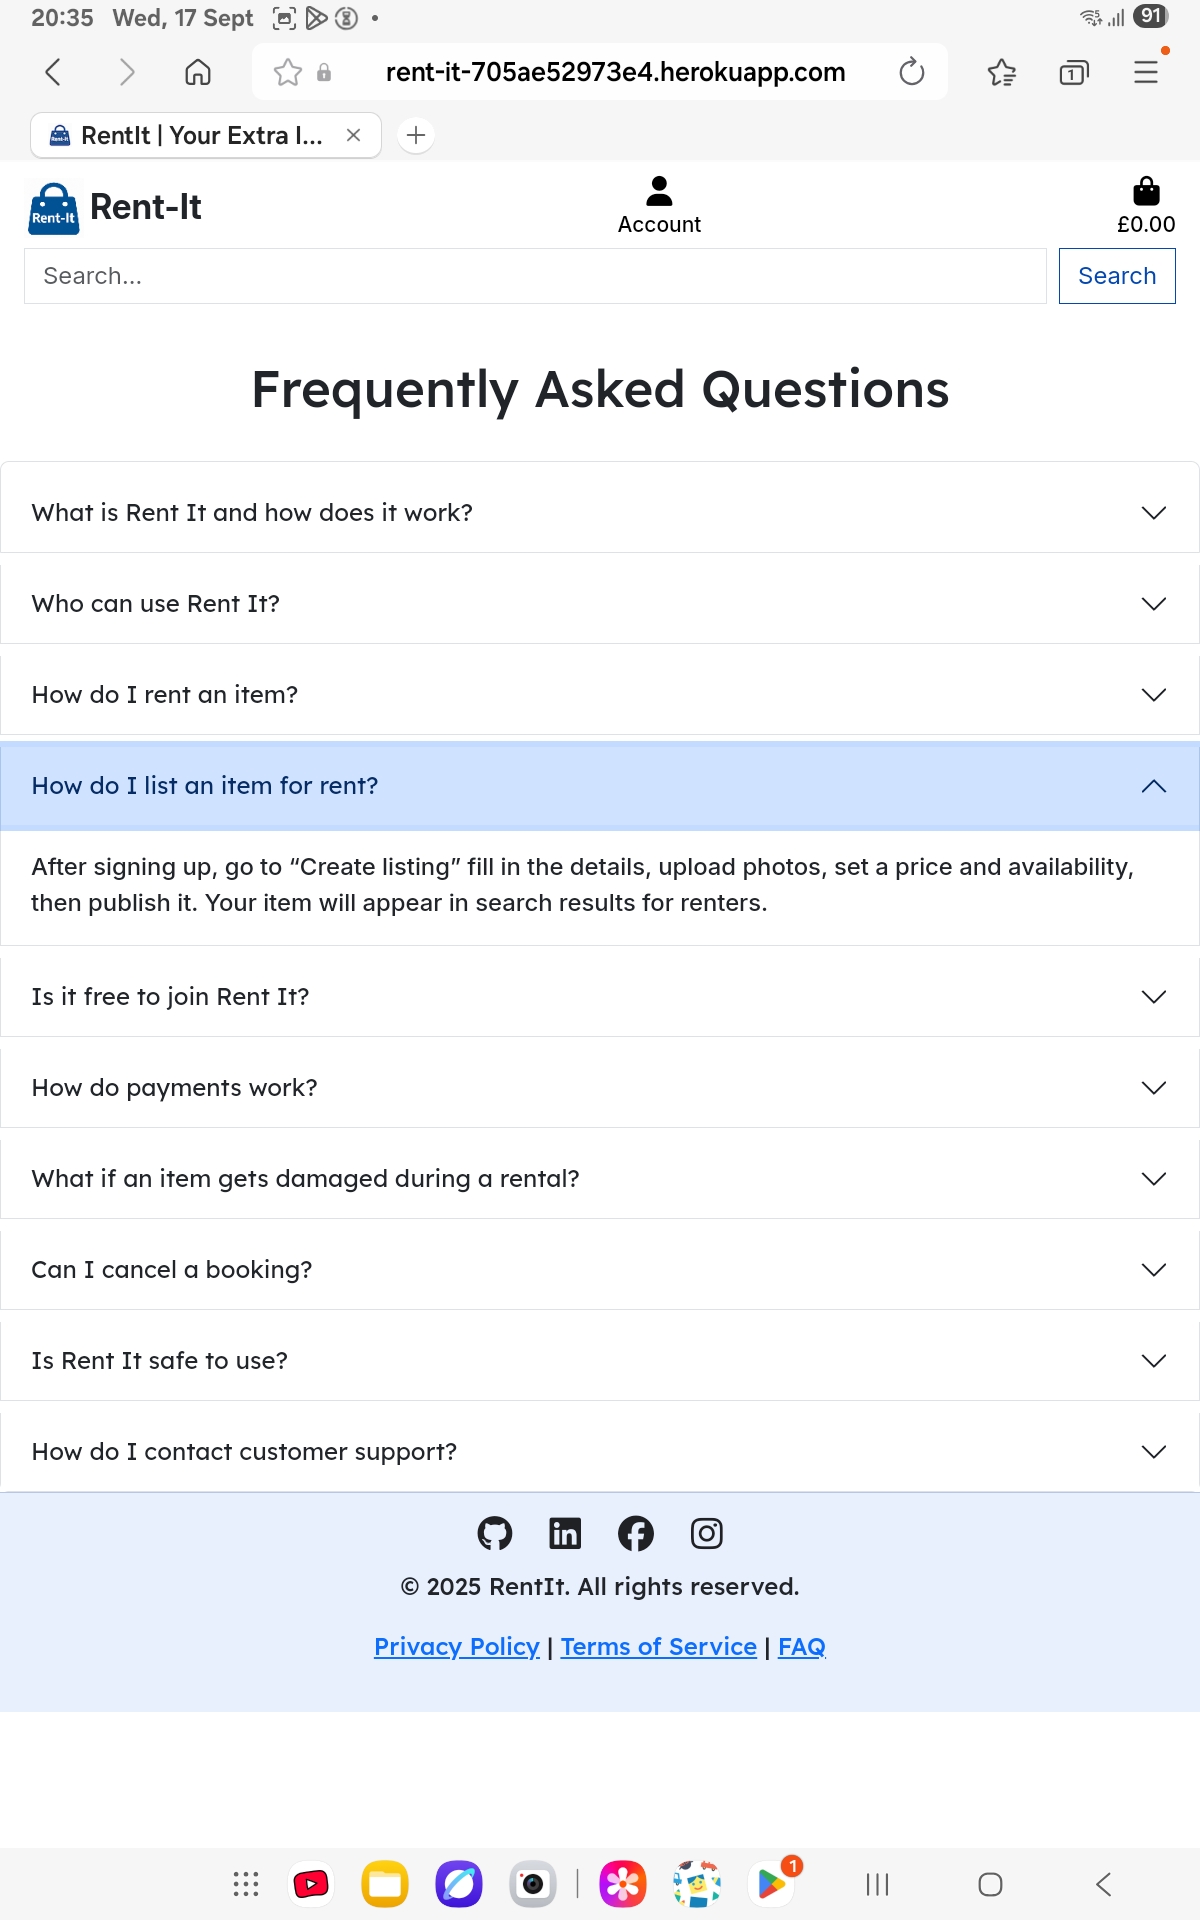 20:35 Wed, 17 Sept
5
91
rent-it-705ae52973e4.herokuapp.com
1
RentIt | Your Extra I...
Rent-It
Rent-It
Account
£0.00
Search...
Search
Frequently Asked Questions
What is Rent It and how does it work?
Who can use Rent It?
How do I rent an item?
How do I list an item for rent?
After signing up, go to “Create listing” fill in the details, upload photos, set a price and availability,
then publish it. Your item will appear in search results for renters.
Is it free to join Rent It?
How do payments work?
What if an item gets damaged during a rental?
Can I cancel a booking?
Is Rent It safe to use?
How do I contact customer support?
in
© 2025 RentIt. All rights reserved.
Privacy Policy | Terms of Service | FAQ
1